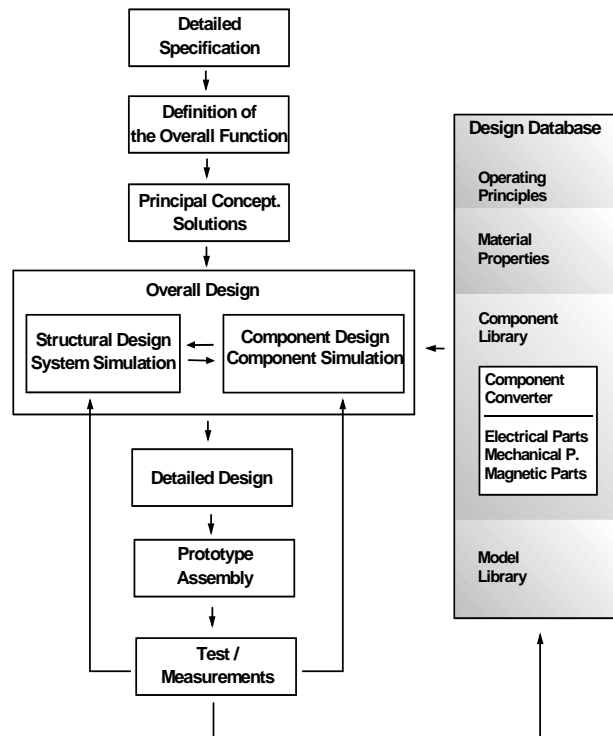 Detailed
Specification
Definition of
the Overall Function
Principal Concept.
Solutions
Overall Design
Structural Design
System Simulation
Component Design
Component Simulation
Detailed Design
Prototype
Assembly
Test /
Measurements
Design Database
Operating
Principles
Material
Properties
Component
Library
Component
Converter
Electrical Parts
Mechanical P.
Magnetic Parts
Model
Library